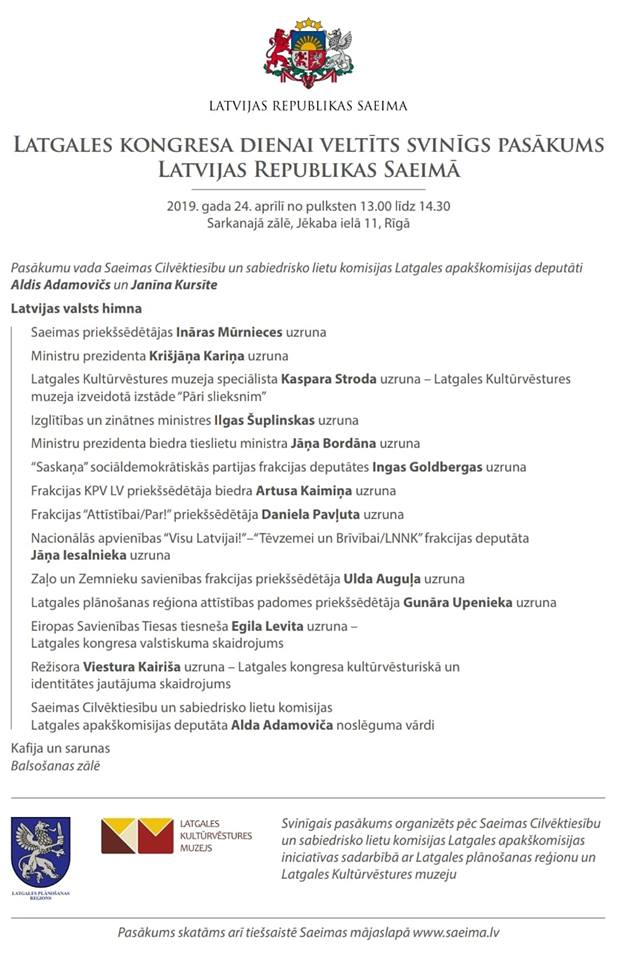 LATVIJAS REPUBLIKAS SAEIMA
LATGALES KONGRESA DIENAI VELTĪTS SVINĪGS PASĀKUMS
LATVIJAS REPUBLIKAS SAEIMĀ
2019. gada 24. aprīlī no pulksten 13.00 līdz 14.30
Sarkanajā zālē, Jēkaba ielā 11, Rīgā
Pasākumu vada Saeimas Cilvēktiesību un sabiedrisko lietu komisijas Latgales apakškomisijas deputāti
Aldis Adamovičs un Janīna Kursīte
Latvijas valsts himna
Saeimas priekšsēdētājas Ināras Mūrnieces uzruna
Ministru prezidenta Krišjāņa Kariņa uzruna
Latgales Kultūrvēstures muzeja speciālista Kaspara Stroda uzruna – Latgales Kultūrvēstures
muzeja izveidotā izstāde “Pāri slieksnim”
Izglītības un zinātnes ministres Ilgas Šuplinskas uzruna
Ministru prezidenta biedra tieslietu ministra Jāņa Bordāna uzruna
“Saskaņa” sociāldemokrātiskās partijas frakcijas deputātes Ingas Goldbergas uzruna
Frakcijas KPV LV priekšsēdētāja biedra Artusa Kaimiņa uzruna
Frakcijas “Attīstībai/Par!” priekšsēdētāja Daniela Pavļuta uzruna
Nacionālās apvienības “Visu Latvijai!”–“Tēvzemei un Brīvībai/LNNK” frakcijas deputāta
Jāņa Iesalnieka uzruna
Zaļo un Zemnieku savienības frakcijas priekšsēdētāja Ulda Auguļa uzruna
Latgales plānošanas reģiona attīstības padomes priekšsēdētāja Gunāra Upenieka uzruna
Eiropas Savienības Tiesas tiesneša Egila Levita uzruna –
Latgales kongresa valstiskuma skaidrojums
Režisora Viestura Kairiša uzruna – Latgales kongresa kultūrvēsturiskā un
identitātes jautājuma skaidrojums
Saeimas Cilvēktiesību un sabiedrisko lietu komisijas
Latgales apakškomisijas deputāta Alda Adamoviča noslēguma vārdi
Kafija un sarunas
Balsošanas zālē
LATGALES PLĀNOŠANAS
REĢIONS
LATGALES
KULTŪRVĒSTURES
MUZEJS
Svinīgais pasākums organizēts pēc Saeimas Cilvēktiesību
un sabiedrisko lietu komisijas Latgales apakškomisijas
iniciatīvas sadarbībā ar Latgales plānošanas reģionu un
Latgales Kultūrvēstures muzeju
Pasākums skatāms arī tiešsaistē Saeimas mājaslapā www.saeima.lv